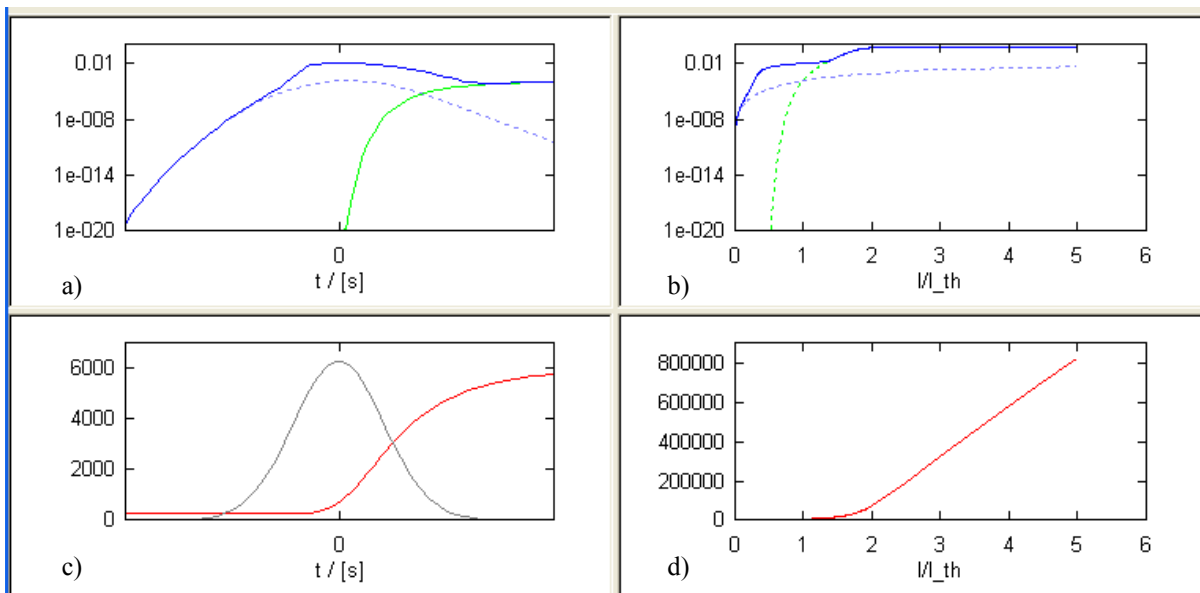 0.01
1e-008
1e-014
1e-020
0
t / [s]
a)
0.01
1e-008
1e-014
1e-020
0 1 2 3 4 5 6
I/I_th
b)
6000
4000
2000
0
0
t / [s]
c)
800000
600000
400000
200000
0
0 1 2 3 4 5 6
I/I_th
d)